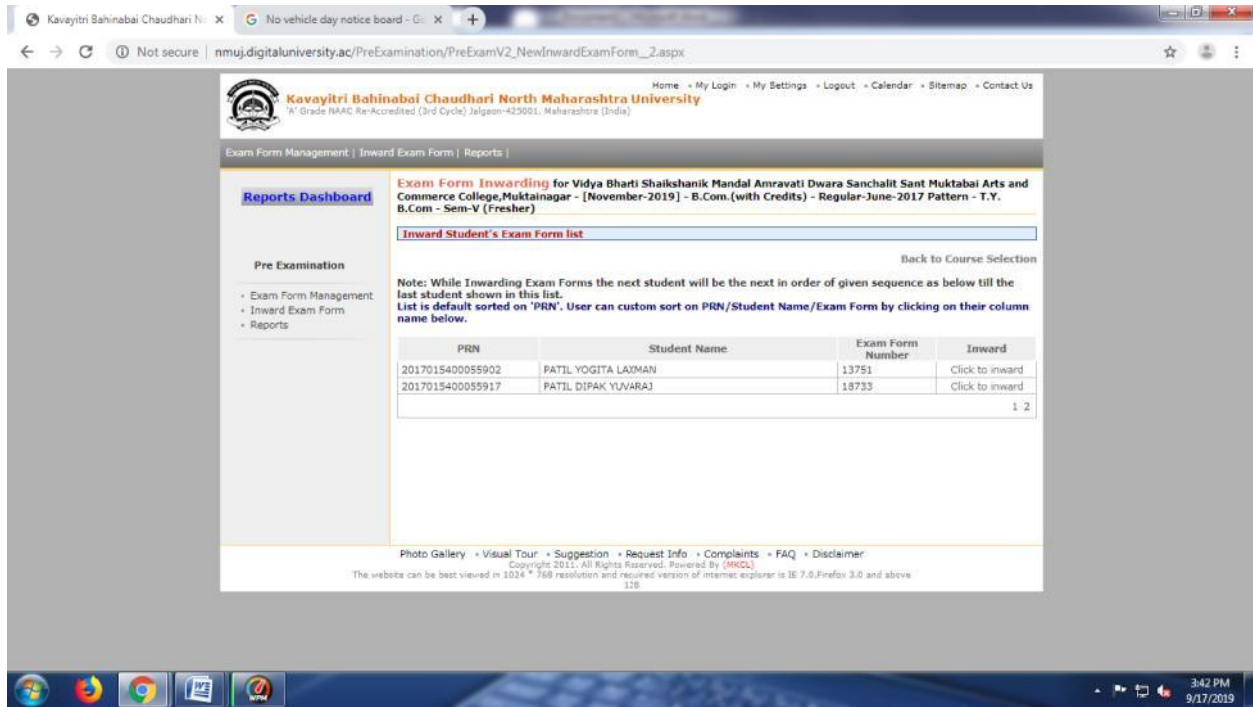 Kavayitri Bahinabai Chaudhari N
No vehicle day notice board - G
Not secure | nmuj.digitaluniversity.ac/PreExamination/PreExamV2_NewInwardExamForm__2.aspx
Home My Login My Settings Logout Calendar Sitemap Contact Us
Kavayitri Bahinabai Chaudhari North Maharashtra University
'A' Grade NAAC Re-Accredited (3rd Cycle) Jalgaon-425001, Maharashtra (India)
Exam Form Management | Inward Exam Form | Reports |
Reports Dashboard
Pre Examination
Exam Form Management
Inward Exam Form
Reports
Exam Form Inwarding for Vidya Bharti Shaikshanik Mandal Amravati Dwara Sanchalit Sant Muktabai Arts and
Commerce College,Muktainagar - [November-2019] - B.Com.(with Credits) - Regular-June-2017 Pattern - T.Y.
B.Com - Sem-V (Fresher)
Inward Student's Exam Form list
Back to Course Selection
Note: While Inwarding Exam Forms the next student will be the next in order of given sequence as below till the
last student shown in this list.
List is default sorted on 'PRN'. User can custom sort on PRN/Student Name/Exam Form by clicking on their column
name below.
PRN Student Name Exam Form Number Inward
2017015400055902 PATIL YOGITA LAXMAN 13751 Click to inward
2017015400055917 PATIL DIPAK YUVARAJ 18733 Click to inward
1 2
Photo Gallery Visual Tour Suggestion Request Info Complaints FAQ Disclaimer
Copyright 2011. All Rights Reserved. Powered By (MKCL)
The website can be best viewed in 1024 * 768 resolution and required version of internet explorer is IE 7.0,Firefox 3.0 and above
128
WPM
3:42 PM
9/17/2019